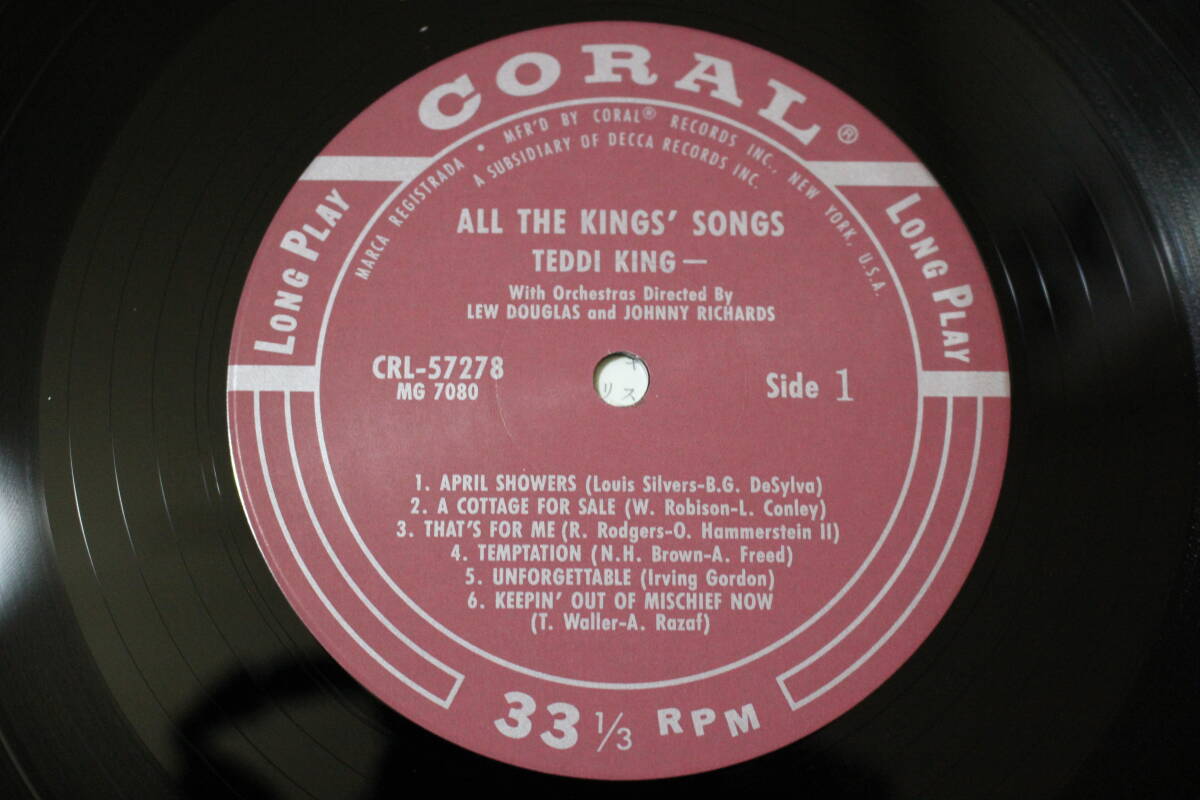 CORAL®
MARCA REGISTRADA • MFR'D BY CORAL® RECORDS INC., NEW YORK, U.S.A.
A SUBSIDIARY OF DECCA RECORDS INC.
LONG PLAY
LONG PLAY
ALL THE KINGS' SONGS
TEDDI KING—
With Orchestras Directed By
LEW DOUGLAS and JOHNNY RICHARDS
CRL-57278
MG 7080
Side 1
リス
1. APRIL SHOWERS (Louis Silvers-B.G. DeSylva)
2. A COTTAGE FOR SALE (W. Robison-L. Conley)
3. THAT'S FOR ME (R. Rodgers-O. Hammerstein II)
4. TEMPTATION (N.H. Brown-A. Freed)
5. UNFORGETTABLE (Irving Gordon)
6. KEEPIN' OUT OF MISCHIEF NOW
(T. Waller-A. Razaf)
33 1/3 RPM